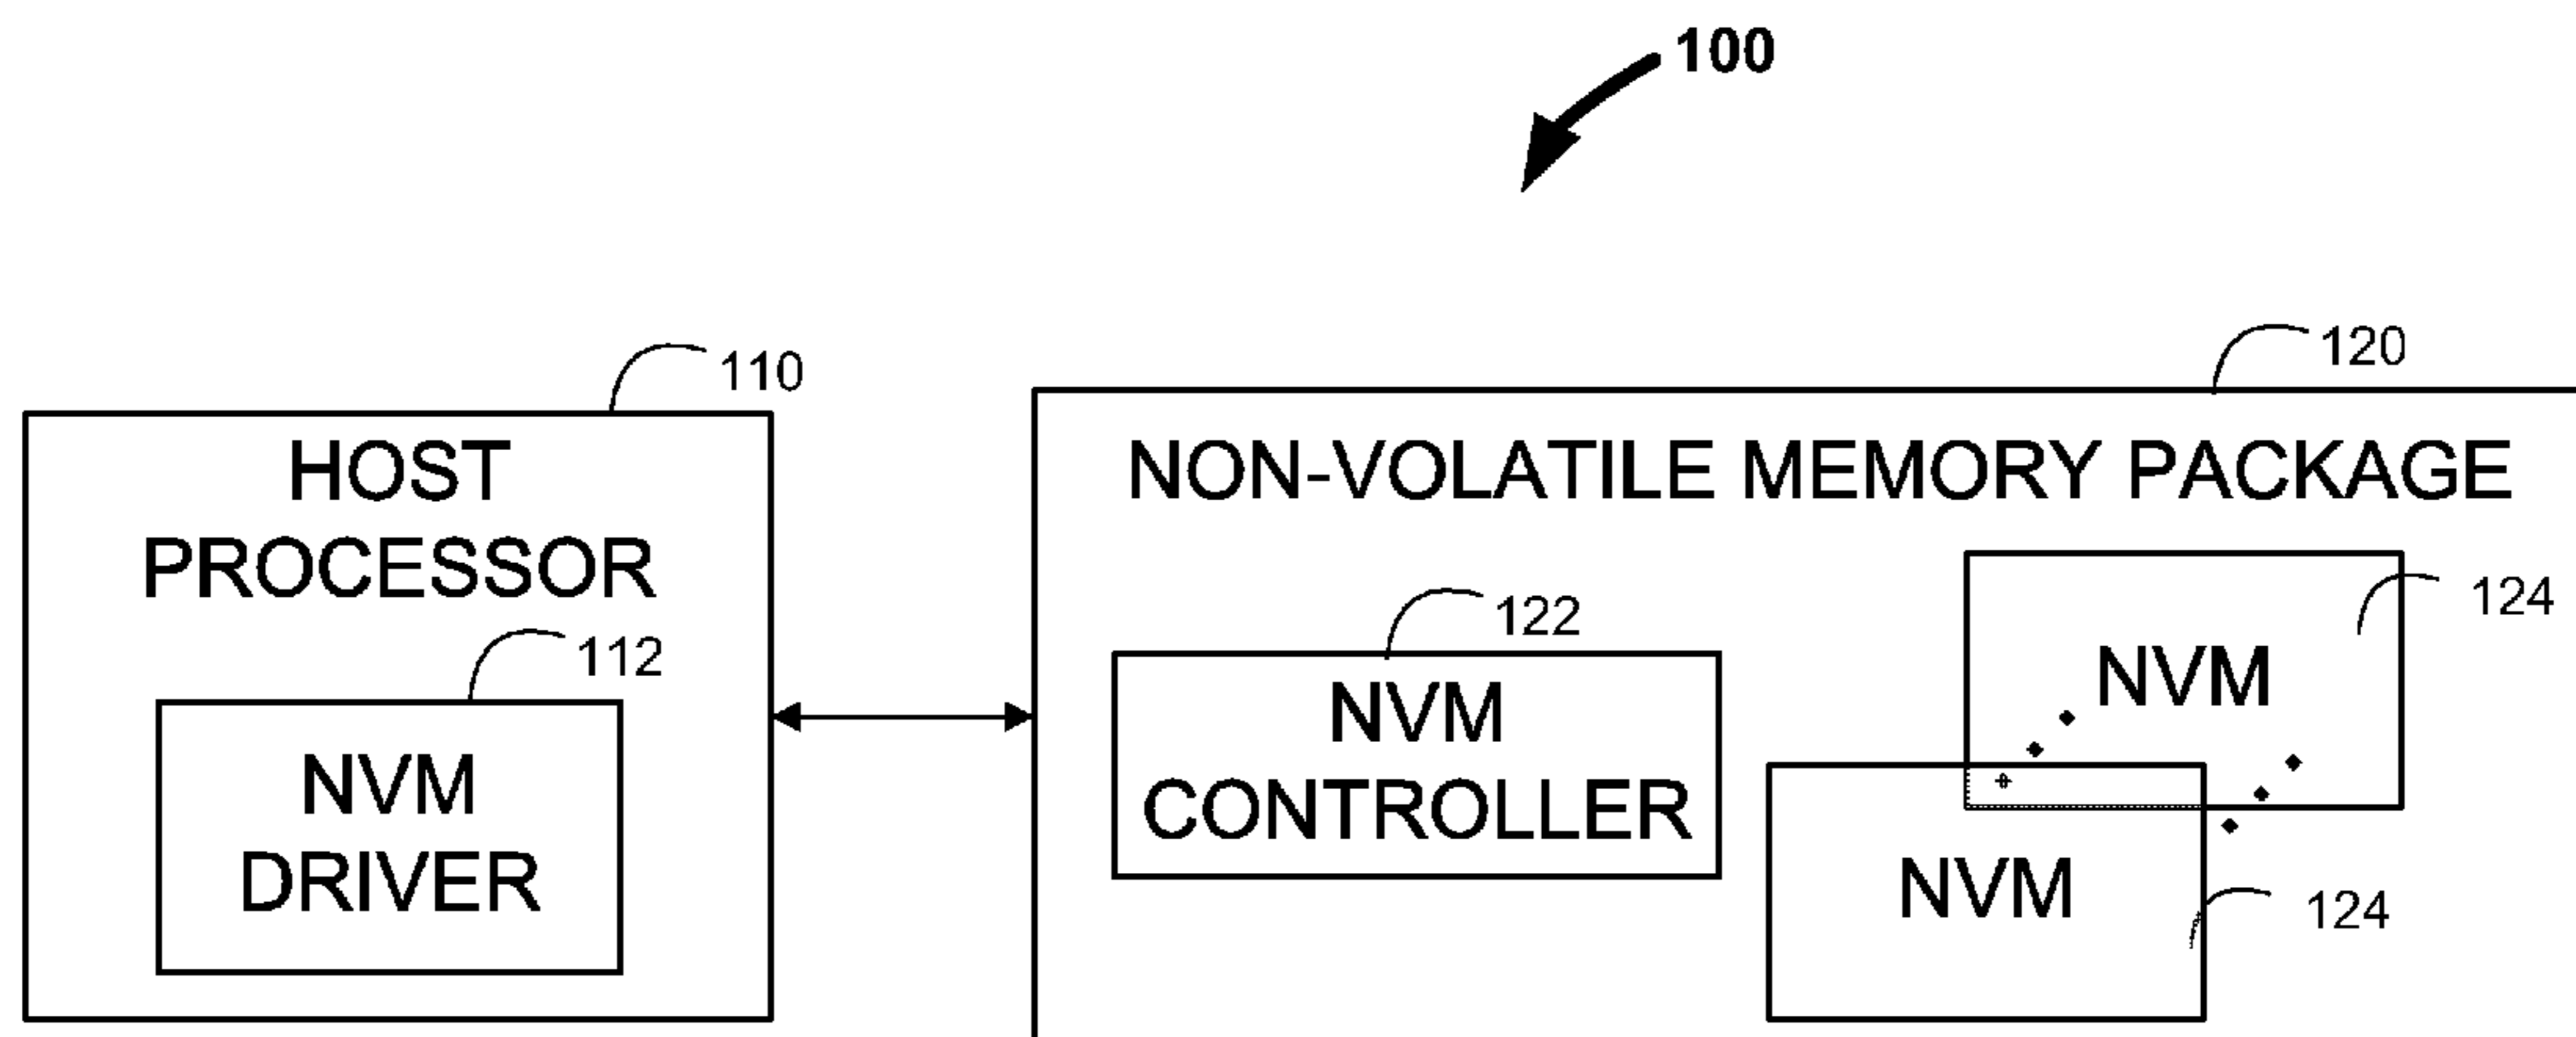 100
110
HOST
PROCESSOR
112
NVM
DRIVER
120
NON-VOLATILE MEMORY PACKAGE
122
NVM
CONTROLLER
124
NVM
NVM
124